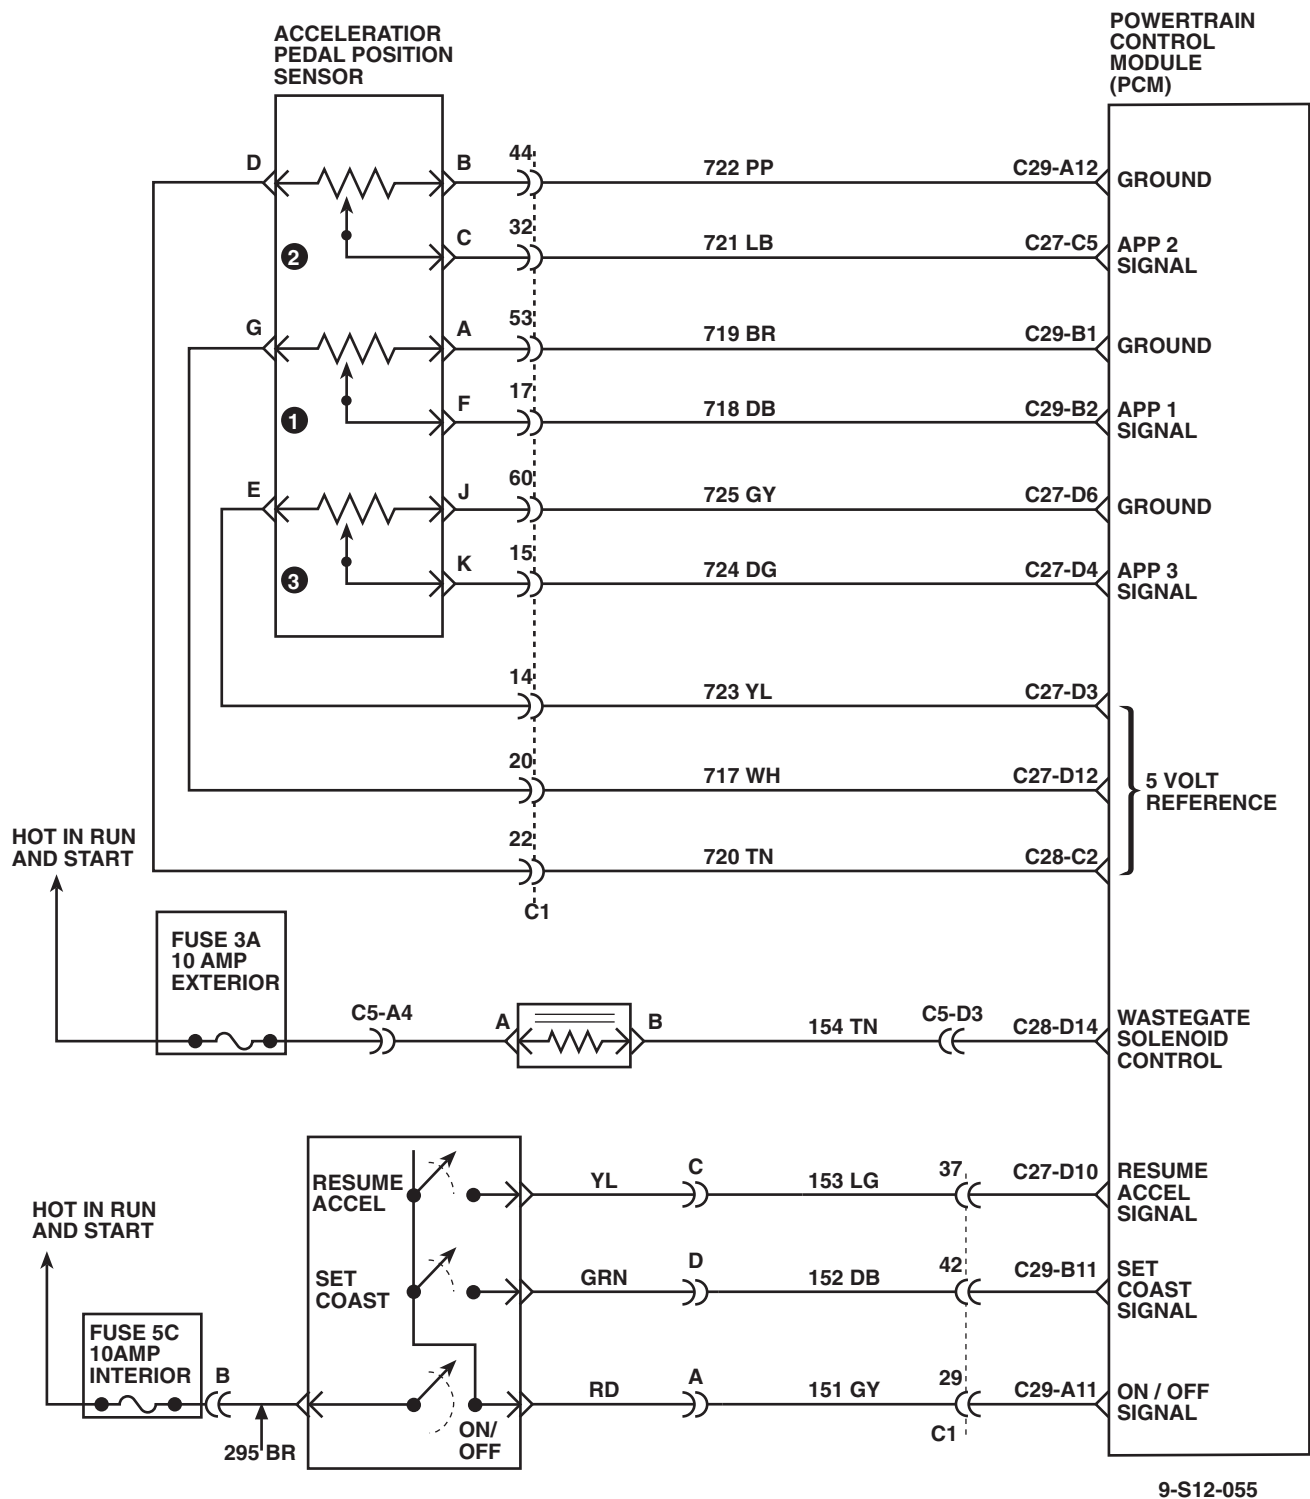 ACCELERATIOR
PEDAL POSITION
SENSOR
POWERTRAIN
CONTROL
MODULE
(PCM)
D
B
44
722 PP
C29-A12
GROUND
2
C
32
721 LB
C27-C5
APP 2
SIGNAL
G
A
53
719 BR
C29-B1
GROUND
1
F
17
718 DB
C29-B2
APP 1
SIGNAL
E
J
60
725 GY
C27-D6
GROUND
3
K
15
724 DG
C27-D4
APP 3
SIGNAL
14
723 YL
C27-D3
20
717 WH
C27-D12
5 VOLT
REFERENCE
22
720 TN
C28-C2
C1
HOT IN RUN
AND START
FUSE 3A
10 AMP
EXTERIOR
C5-A4
A
B
154 TN
C5-D3
C28-D14
WASTEGATE
SOLENOID
CONTROL
HOT IN RUN
AND START
RESUME
ACCEL
YL
C
153 LG
37
C27-D10
RESUME
ACCEL
SIGNAL
SET
COAST
GRN
D
152 DB
42
C29-B11
SET
COAST
SIGNAL
FUSE 5C
10AMP
INTERIOR
B
295 BR
ON/
OFF
RD
A
151 GY
29
C1
C29-A11
ON / OFF
SIGNAL
9-S12-055